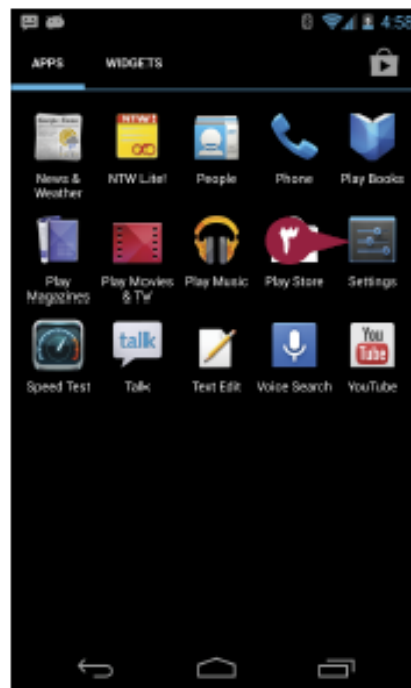 4:58
APPS WIDGETS
NTW!
News & Weather
NTW Lite!
People
Phone
Play Books
٣
Play Magazines
Play Movies & TV
Play Music
Play Store
Settings
talk
You Tube
Speed Test
Talk
Text Edit
Voice Search
YouTube